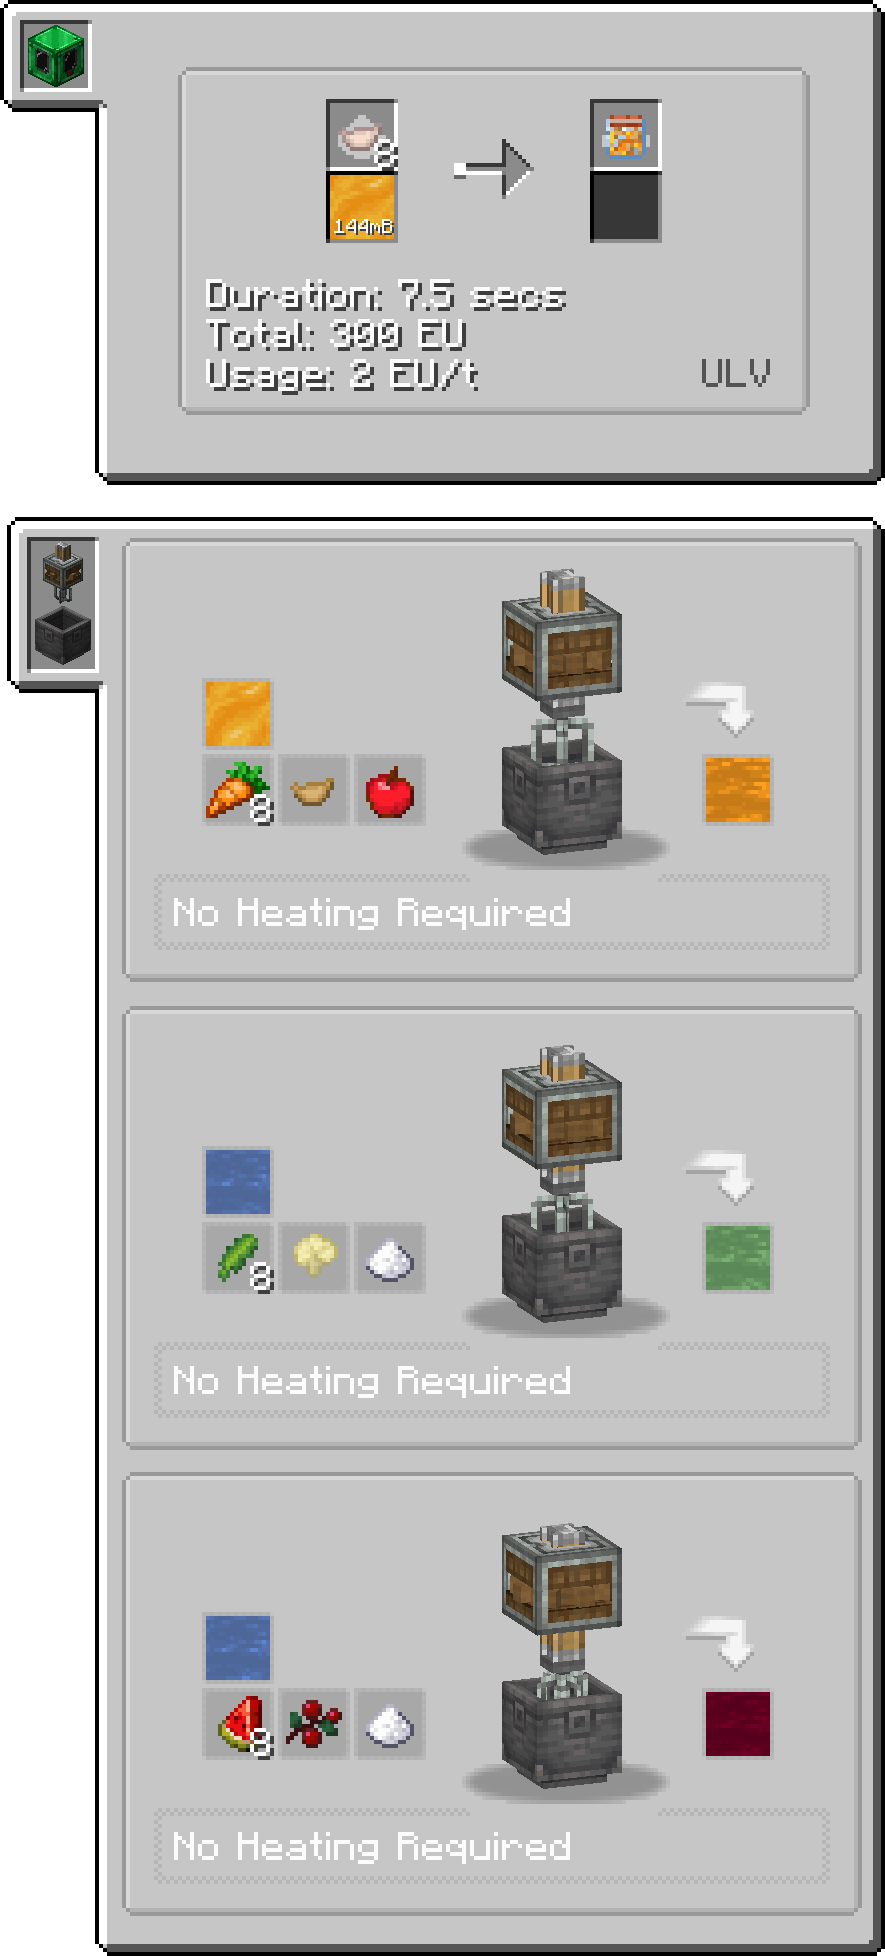 8
144mB
Duration: 7.5 secs
Total: 300 EU
Usage: 2 EU/t
ULV
8
No Heating Required
8
No Heating Required
8
No Heating Required